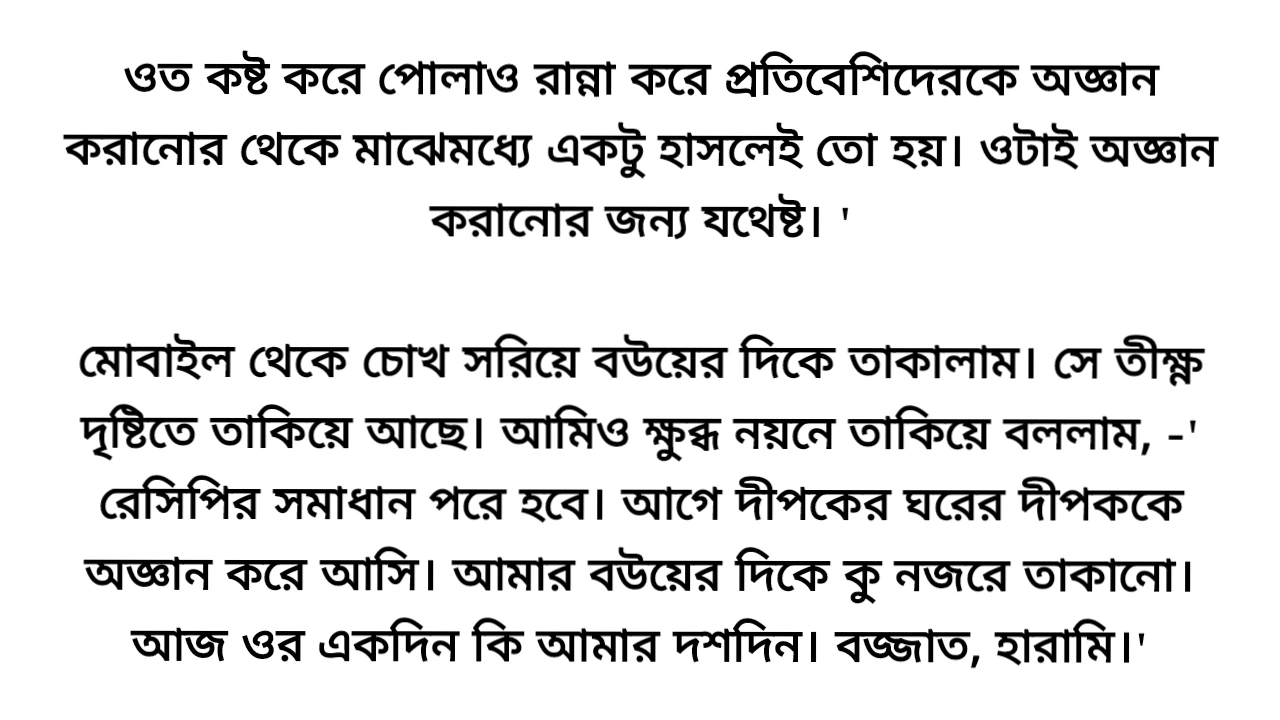 ওত কষ্ট করে পোলাও রান্না করে প্রতিবেশিদেরকে অজ্ঞান
করানোর থেকে মাঝেমধ্যে একটু হাসলেই তো হয়। ওটাই অজ্ঞান
করানোর জন্য যথেষ্ট। '
মোবাইল থেকে চোখ সরিয়ে বউয়ের দিকে তাকালাম। সে তীক্ষ্ণ
দৃষ্টিতে তাকিয়ে আছে। আমিও ক্ষুব্ধ নয়নে তাকিয়ে বললাম, -'
রেসিপির সমাধান পরে হবে। আগে দীপকের ঘরের দীপককে
অজ্ঞান করে আসি। আমার বউয়ের দিকে কু নজরে তাকানো।
আজ ওর একদিন কি আমার দশদিন। বজ্জাত, হারামি।'